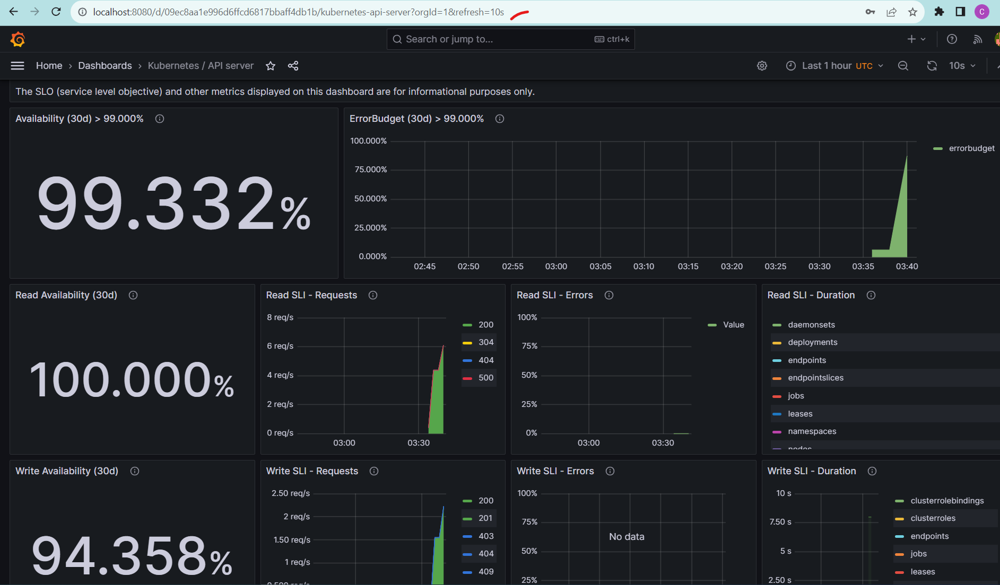 localhost:8080/d/09ec8aa1e996d6ffcd6817bbaff4db1b/kubernetes-api-server?orgId=1&refresh=10s
C
Search or jump to...
ctrl+k
Home › Dashboards › Kubernetes / API server
Last 1 hour UTC
10s
The SLO (service level objective) and other metrics displayed on this dashboard are for informational purposes only.
Availability (30d) > 99.000%
99.332%
ErrorBudget (30d) > 99.000%
100.000%
75.000%
50.000%
25.000%
0.000%
02:45 02:50 02:55 03:00 03:05 03:10 03:15 03:20 03:25 03:30 03:35 03:40
errorbudget
Read Availability (30d)
100.000%
Read SLI - Requests
8 req/s
6 req/s
4 req/s
2 req/s
0 req/s
03:00 03:30
200
304
404
500
Read SLI - Errors
100%
75%
50%
25%
0%
03:00 03:30
Value
Read SLI - Duration
daemonsets
deployments
endpoints
endpointslices
jobs
leases
namespaces
nodes
Write Availability (30d)
94.358%
Write SLI - Requests
2.50 req/s
2 req/s
1.50 req/s
1 req/s
0.500 req/s
200
201
403
404
409
Write SLI - Errors
100%
75%
50%
25%
No data
Write SLI - Duration
10 s
7.50 s
5 s
2.50 s
clusterrolebindings
clusterroles
endpoints
jobs
leases